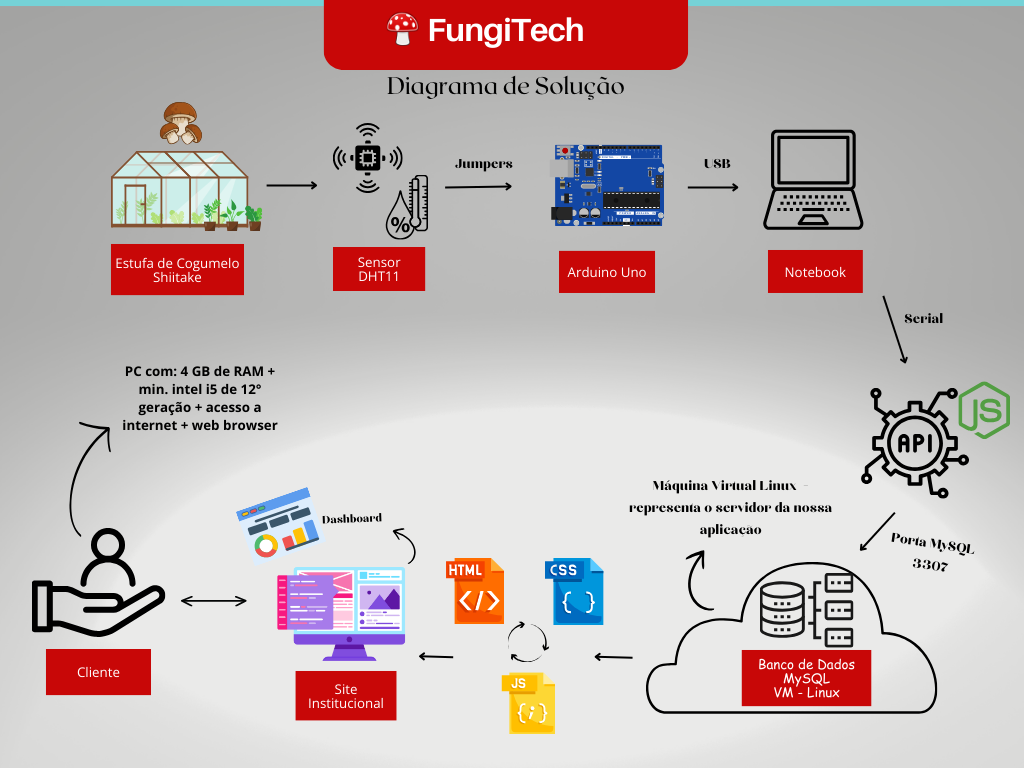 FungiTech
Diagrama de Solução
Jumpers
USB
%
Estufa de Cogumelo
Shiitake
Sensor
DHT11
Arduino Uno
Notebook
Serial
PC com: 4 GB de RAM +
min. intel i5 de 12°
geração + acesso a
internet + web browser
JS
API
Máquina Virtual Linux -
representa o servidor da nossa
aplicação
Porta MySQL
3307
Dashboard
HTML
</>
CSS
{ }
Banco de Dados
MySQL
VM - Linux
Cliente
Site
Institucional
JS
{i}